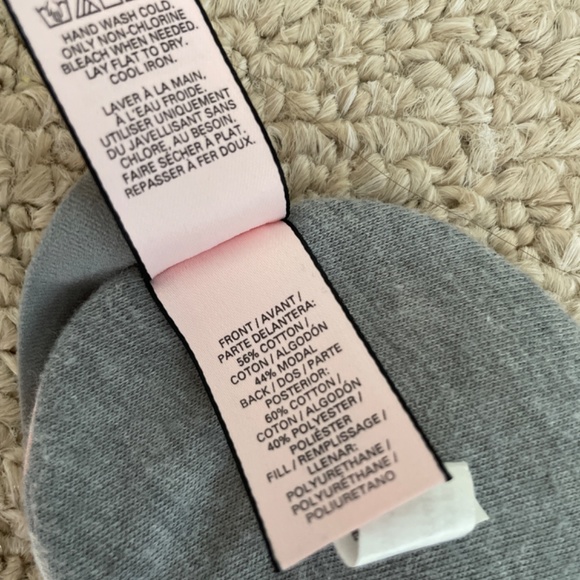 HAND WASH COLD.
ONLY NON-CHLORINE
BLEACH WHEN NEEDED.
LAY FLAT TO DRY.
COOL IRON.
LAVER À LA MAIN,
À L'EAU FROIDE.
UTILISER UNIQUEMENT
DU JAVELLISANT SANS
CHLORE, AU BESOIN.
FAIRE SÉCHER À PLAT.
REPASSER À FER DOUX.
FRONT / AVANT /
PARTE DELANTERA:
56% COTTON /
COTON / ALGODÓN
44% MODAL
BACK / DOS / PARTE
POSTERIOR:
60% COTTON /
COTON / ALGODÓN
40% POLYESTER /
POLIÉSTER
FILL / REMPLISSAGE /
LLENAR:
POLYURETHANE /
POLYURÉTHANE /
POLIURETANO